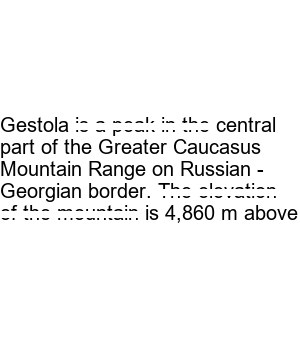 Gestola is a peak in the central
part of the Greater Caucasus
Mountain Range on Russian -
Georgian border. The elevation
of the mountain is 4,860 m above